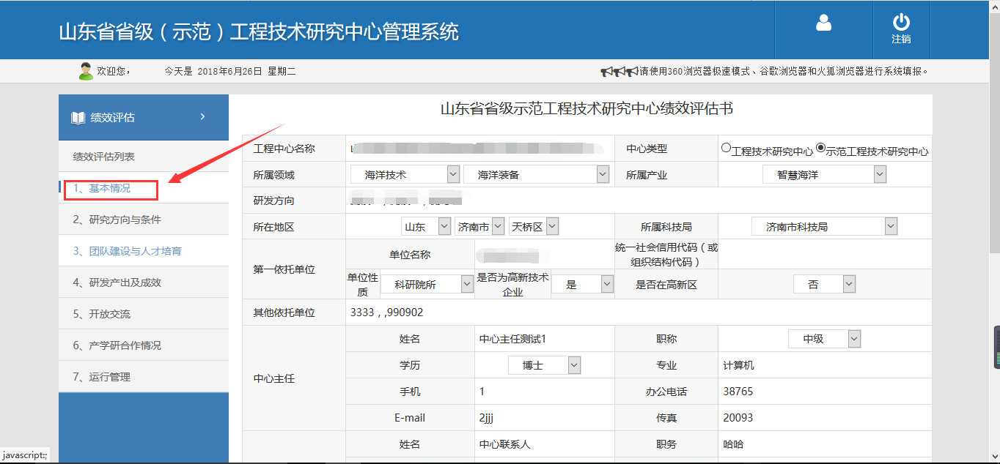 山东省省级（示范）工程技术研究中心管理系统
注销
欢迎您，
今天是 2018年6月26日 星期二
请使用360浏览器极速模式、谷歌浏览器和火狐浏览器进行系统填报。
绩效评估
绩效评估列表
1、基本情况
2、研究方向与条件
3、团队建设与人才培育
4、研发产出及成效
5、开放交流
6、产学研合作情况
7、运行管理
山东省省级示范工程技术研究中心绩效评估书
工程中心名称
中心类型 工程技术研究中心 示范工程技术研究中心
所属领域 海洋技术 海洋装备 所属产业 智慧海洋
研发方向
所在地区 山东 济南市 天桥区 所属科技局 济南市科技局
第一依托单位
单位名称
统一社会信用代码（或
组织结构代码）
单位性
质
科研院所
是否为高新技术
企业
是
是否在高新区 否
其他依托单位 3333，,990902
中心主任
姓名 中心主任测试1 职称 中级
学历 博士 专业 计算机
手机 1 办公电话 38765
E-mail 2jjj 传真 20093
姓名 中心联系人 职务 哈哈
javascript:;